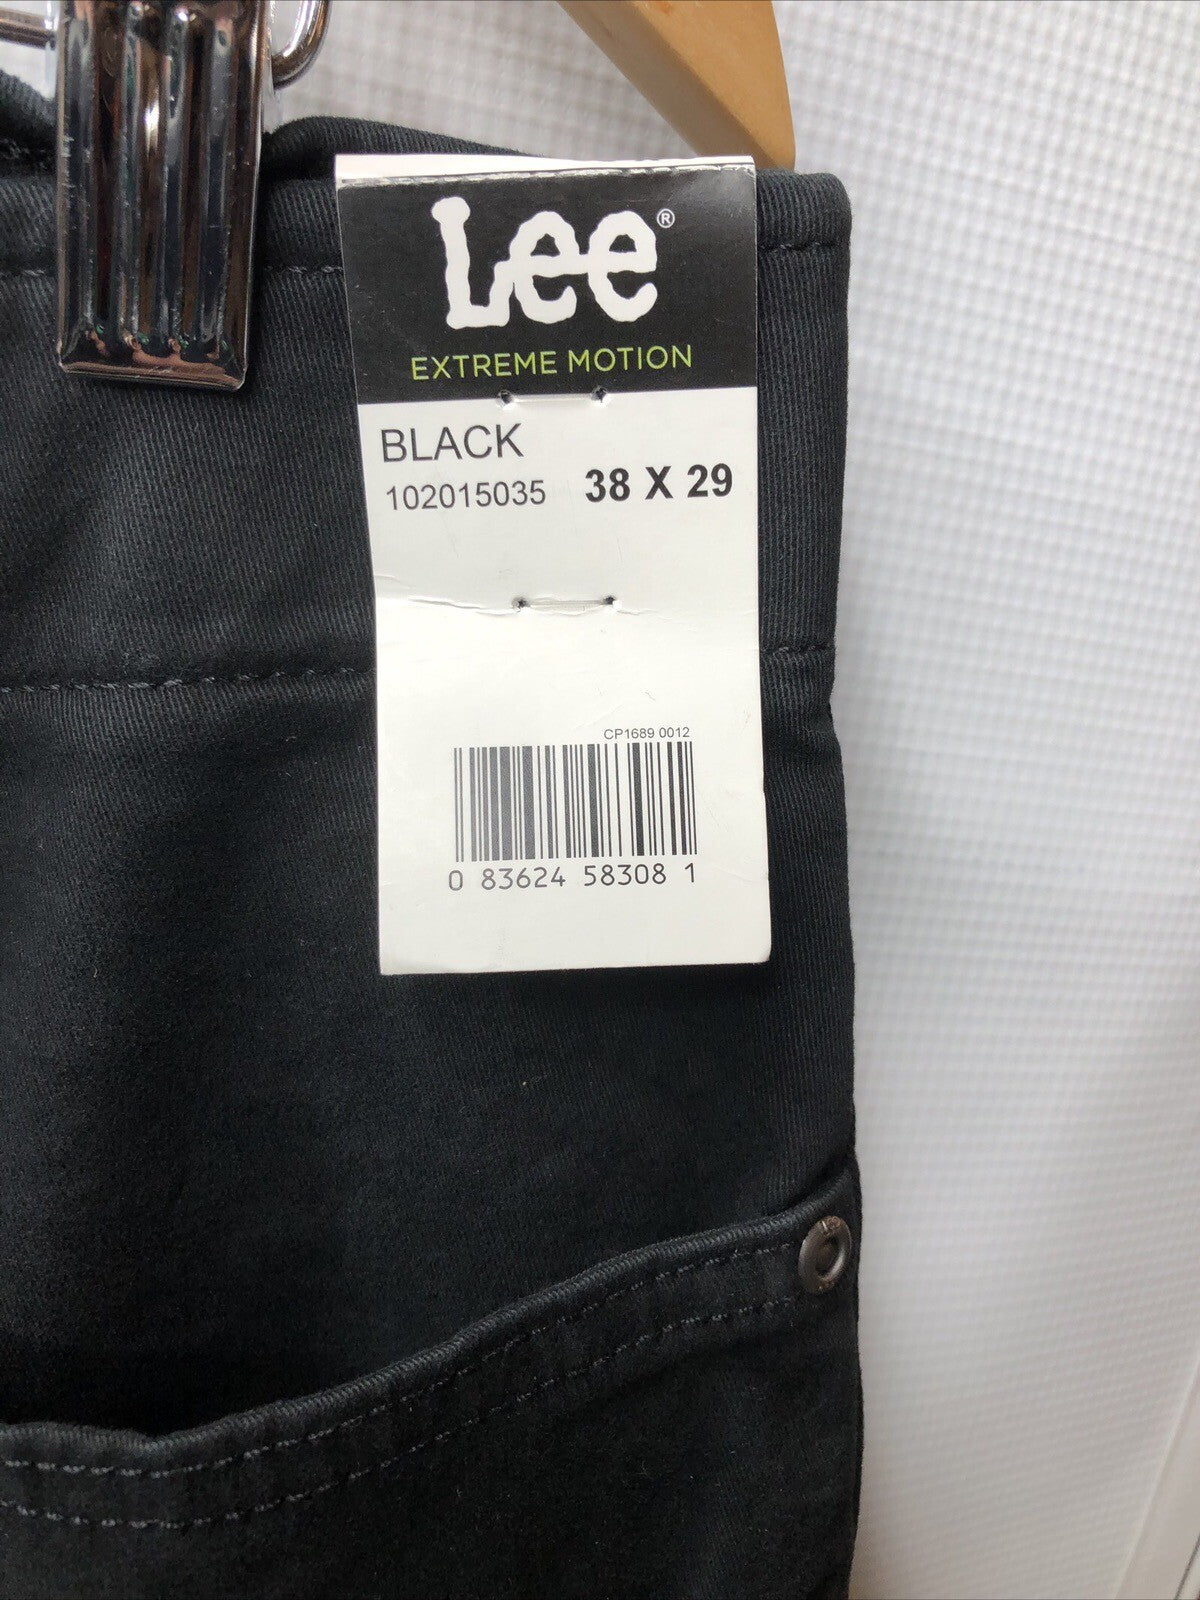 Lee®
EXTREME MOTION
BLACK
102015035 38 X 29
CP1689 0012
0 83624 58308 1